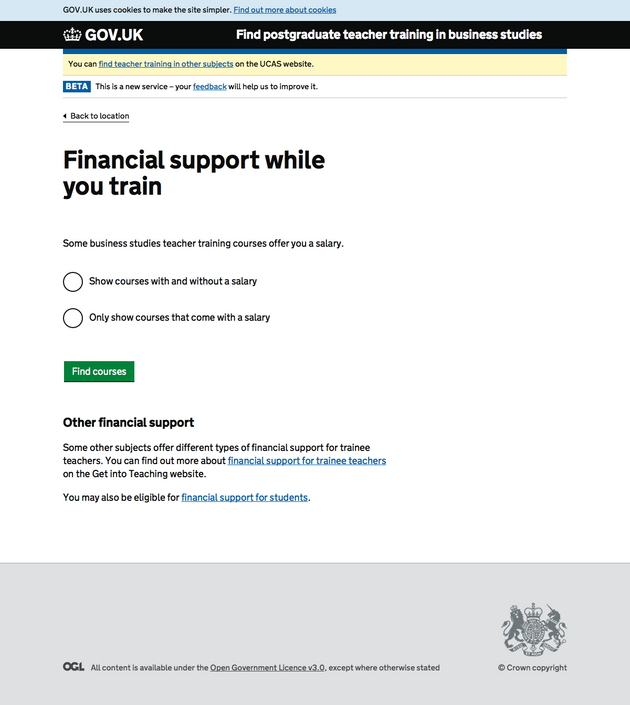 GOV.UK uses cookies to make the site simpler. Find out more about cookies
GOV.UK Find postgraduate teacher training in business studies
You can find teacher training in other subjects on the UCAS website.
BETA This is a new service – your feedback will help us to improve it.
Back to location
Financial support while
you train
Some business studies teacher training courses offer you a salary.
Show courses with and without a salary
Only show courses that come with a salary
Find courses
Other financial support
Some other subjects offer different types of financial support for trainee
teachers. You can find out more about financial support for trainee teachers
on the Get into Teaching website.
You may also be eligible for financial support for students.
OGL All content is available under the Open Government Licence v3.0, except where otherwise stated
© Crown copyright